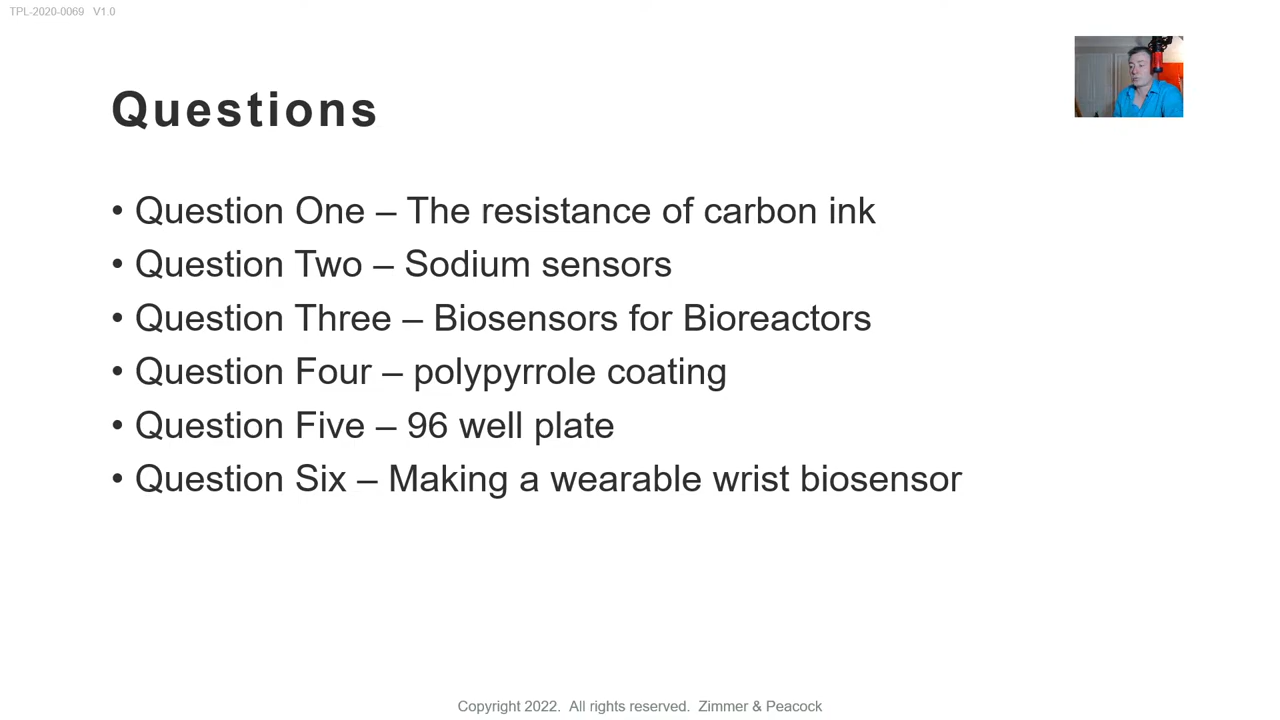 TPL-2020-0069 V1.0
Questions
• Question One – The resistance of carbon ink
• Question Two – Sodium sensors
• Question Three – Biosensors for Bioreactors
• Question Four – polypyrrole coating
• Question Five – 96 well plate
• Question Six – Making a wearable wrist biosensor
Copyright 2022. All rights reserved. Zimmer & Peacock